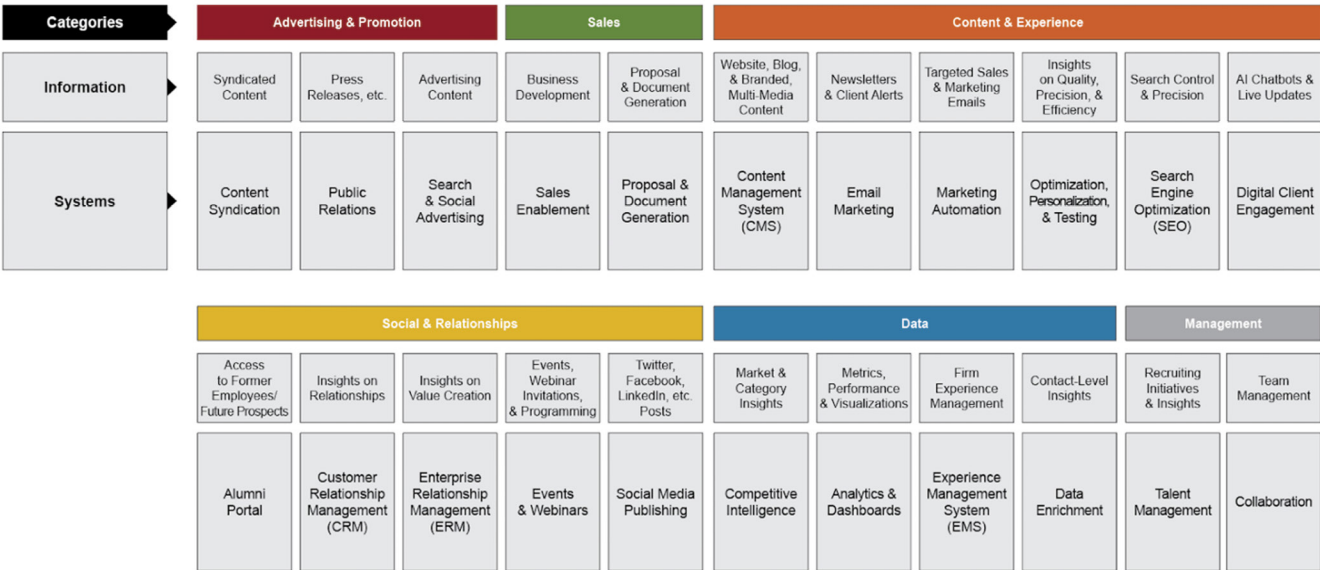 Categories
Advertising & Promotion
Sales
Content & Experience
Information
Syndicated
Content
Press
Releases, etc.
Advertising
Content
Business
Development
Proposal
& Document
Generation
Website, Blog,
& Branded,
Multi-Media
Content
Newsletters
& Client Alerts
Targeted Sales
& Marketing
Emails
Insights
on Quality,
Precision, &
Efficiency
Search Control
& Precision
AI Chatbots &
Live Updates
Systems
Content
Syndication
Public
Relations
Search
& Social
Advertising
Sales
Enablement
Proposal &
Document
Generation
Content
Management
System
(CMS)
Email
Marketing
Marketing
Automation
Optimization,
Personalization,
& Testing
Search
Engine
Optimization
(SEO)
Digital Client
Engagement
Social & Relationships
Data
Management
Access
to Former
Employees/
Future Prospects
Insights on
Relationships
Insights on
Value Creation
Events,
Webinar
Invitations,
& Programming
Twitter,
Facebook,
LinkedIn, etc.
Posts
Market &
Category
Insights
Metrics,
Performance
& Visualizations
Firm
Experience
Management
Contact-Level
Insights
Recruiting
Initiatives
& Insights
Team
Management
Alumni
Portal
Customer
Relationship
Management
(CRM)
Enterprise
Relationship
Management
(ERM)
Events
& Webinars
Social Media
Publishing
Competitive
Intelligence
Analytics &
Dashboards
Experience
Management
System
(EMS)
Data
Enrichment
Talent
Management
Collaboration